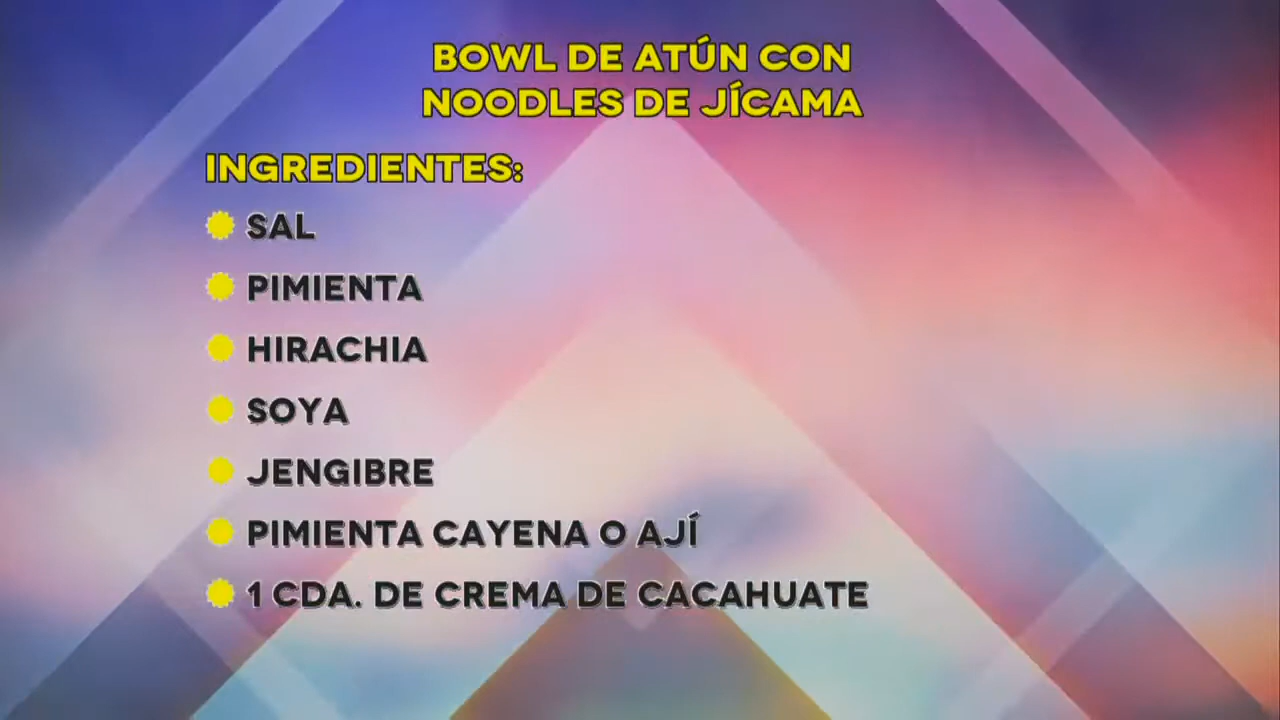 BOWL DE ATÚN CON
NOODLES DE JÍCAMA
INGREDIENTES:
SAL
PIMIENTA
HIRACHIA
SOYA
JENGIBRE
PIMIENTA CAYENA O AJÍ
1 CDA. DE CREMA DE CACAHUATE